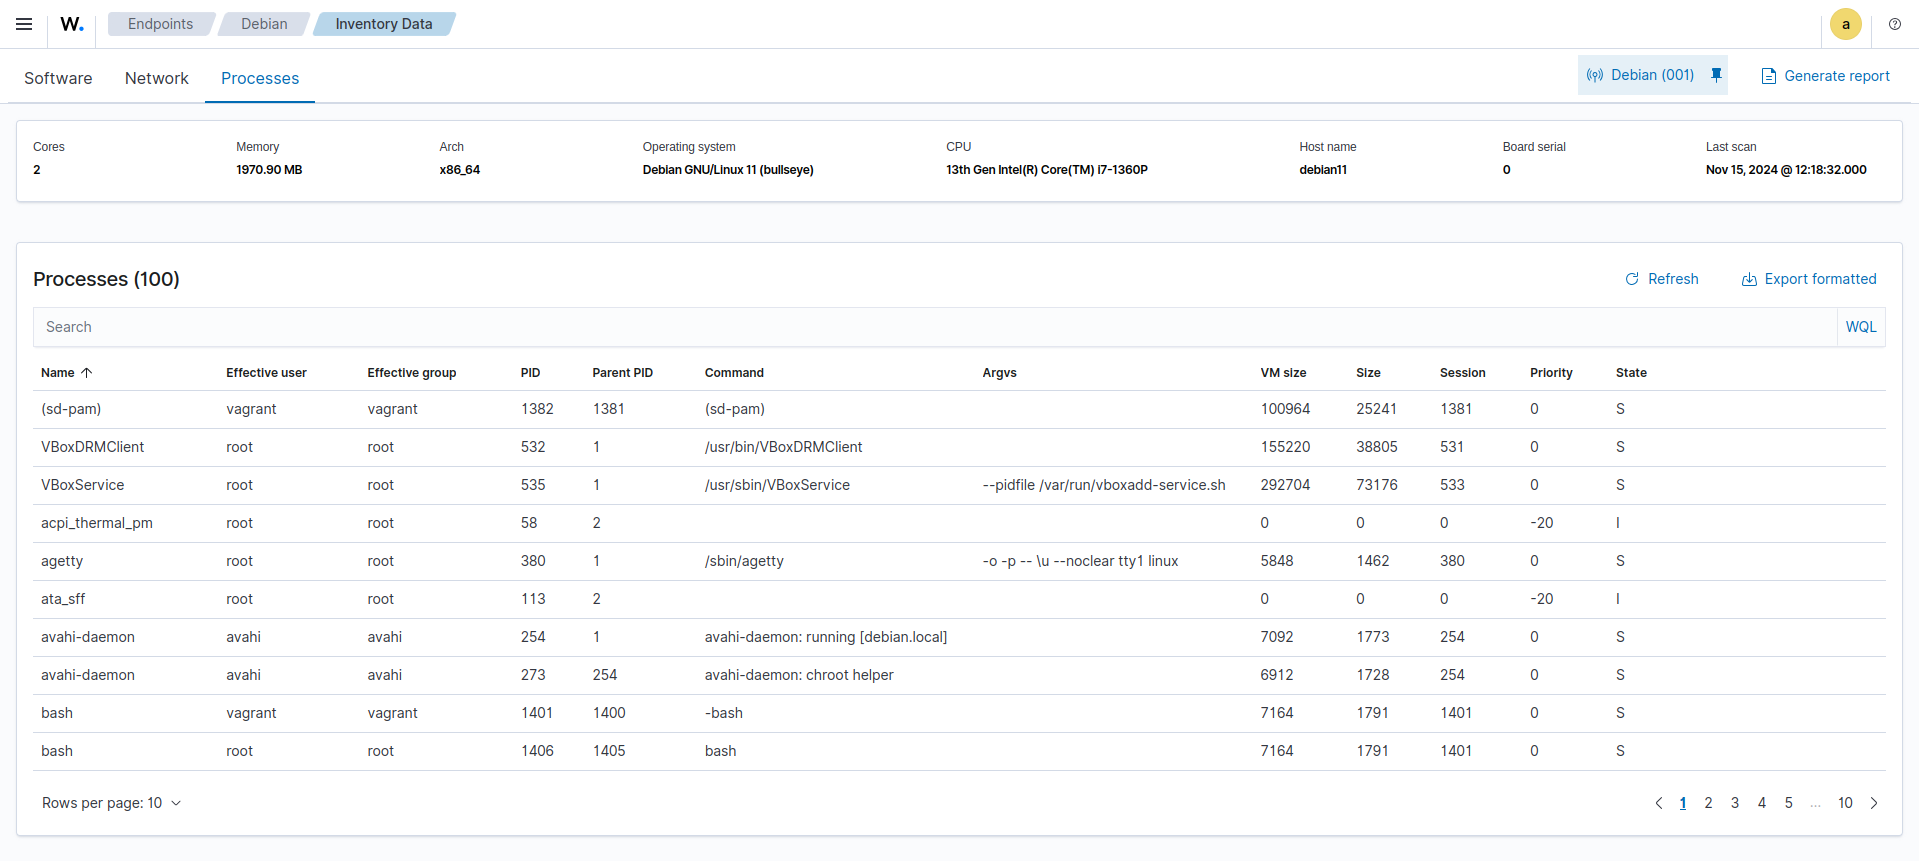 W. Endpoints Debian Inventory Data a
Software Network Processes Debian (001) Generate report
Cores Memory Arch Operating system CPU Host name Board serial Last scan
2 1970.90 MB x86_64 Debian GNU/Linux 11 (bullseye) 13th Gen Intel(R) Core(TM) i7-1360P debian11 0 Nov 15, 2024 @ 12:18:32.000
Processes (100) Refresh Export formatted
Search WQL
Name Effective user Effective group PID Parent PID Command Argvs VM size Size Session Priority State
(sd-pam) vagrant vagrant 1382 1381 (sd-pam) 100964 25241 1381 0 S
VBoxDRMClient root root 532 1 /usr/bin/VBoxDRMClient 155220 38805 531 0 S
VBoxService root root 535 1 /usr/sbin/VBoxService --pidfile /var/run/vboxadd-service.sh 292704 73176 533 0 S
acpi_thermal_pm root root 58 2 0 0 0 -20 I
agetty root root 380 1 /sbin/agetty -o -p -- \u --noclear tty1 linux 5848 1462 380 0 S
ata_sff root root 113 2 0 0 0 -20 I
avahi-daemon avahi avahi 254 1 avahi-daemon: running [debian.local] 7092 1773 254 0 S
avahi-daemon avahi avahi 273 254 avahi-daemon: chroot helper 6912 1728 254 0 S
bash vagrant vagrant 1401 1400 -bash 7164 1791 1401 0 S
bash root root 1406 1405 bash 7164 1791 1401 0 S
Rows per page: 10 1 2 3 4 5 ... 10